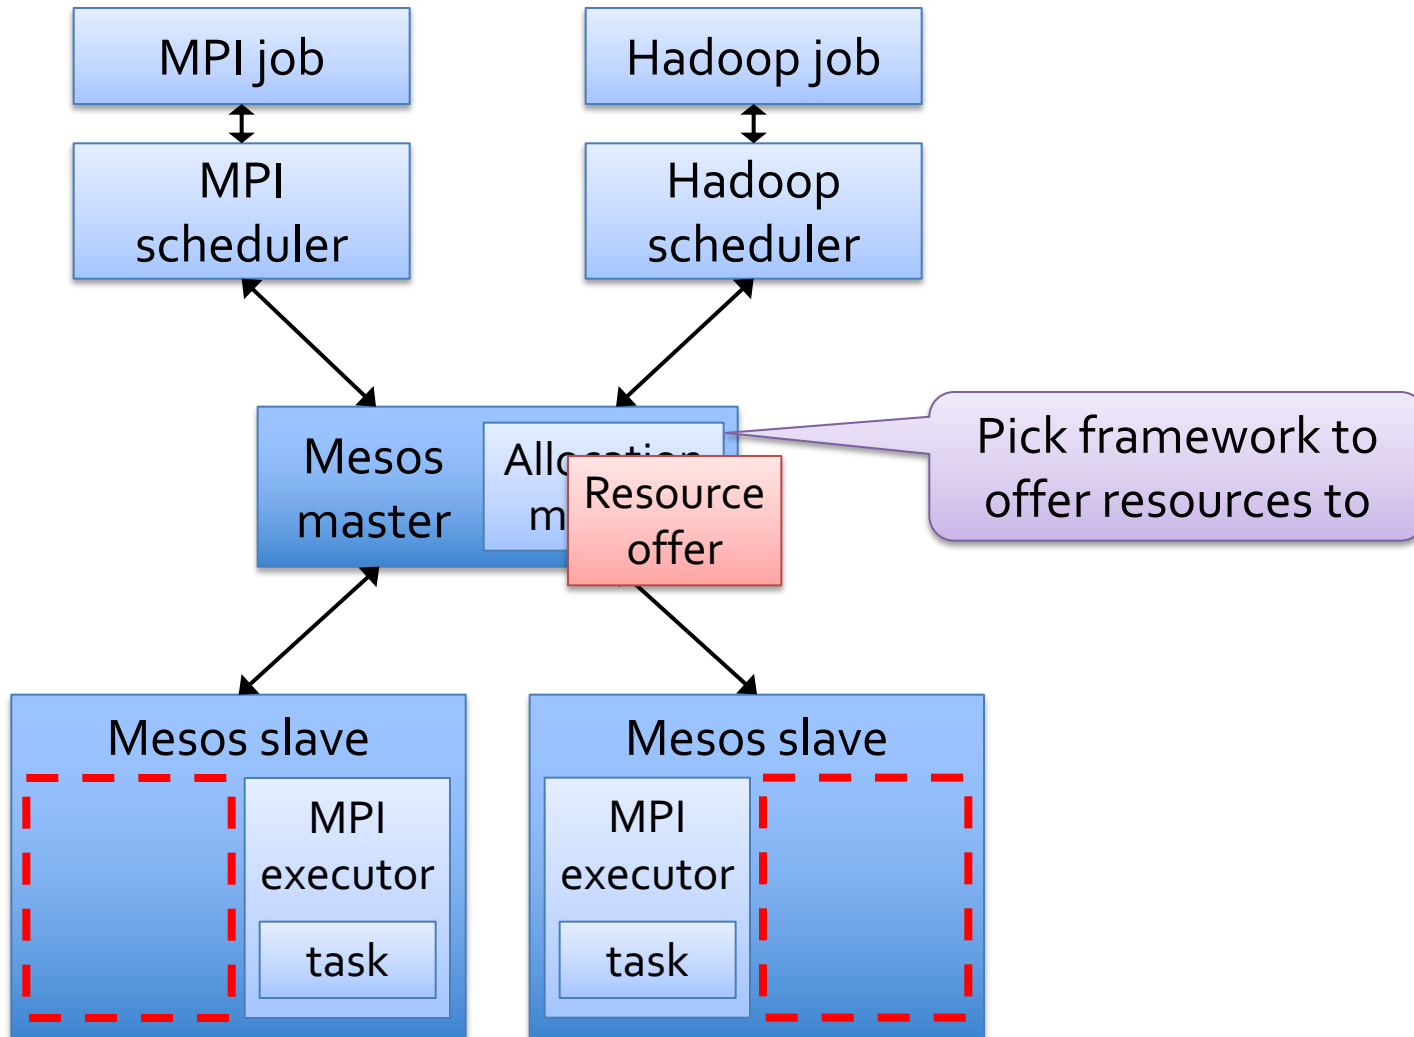 MPI job
Hadoop job
MPI
scheduler
Hadoop
scheduler
Mesos
master
Allocation
Resource
offer
Pick framework to
offer resources to
Mesos slave
MPI
executor
task
Mesos slave
MPI
executor
task